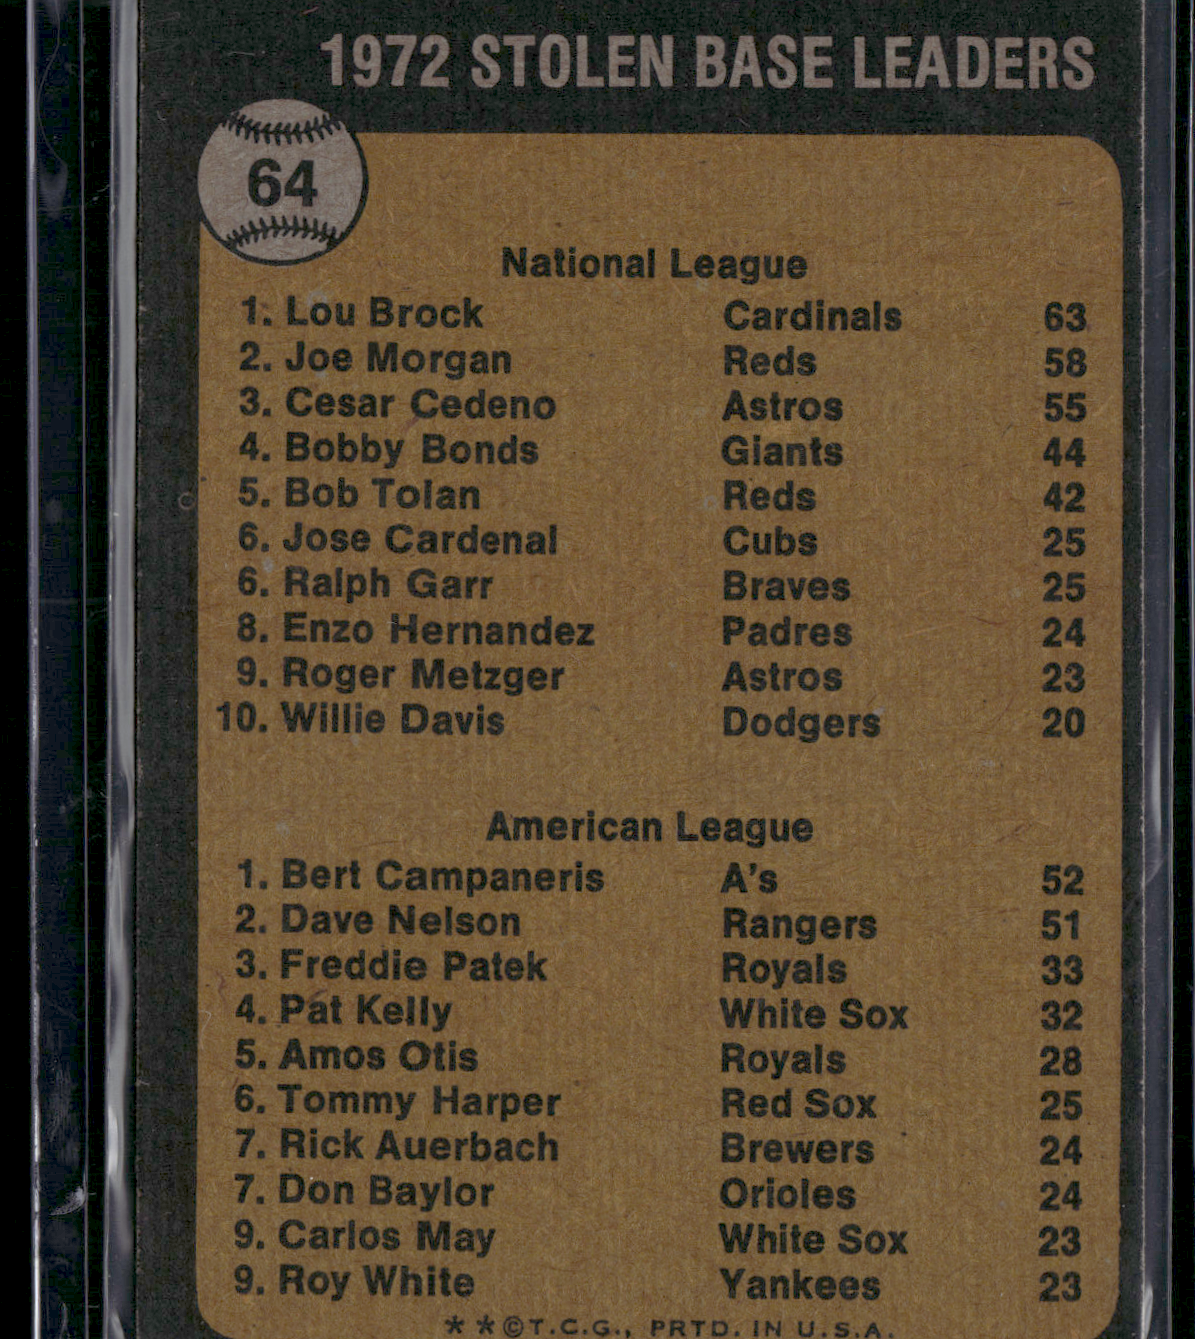 1972 STOLEN BASE LEADERS
64
National League
1. Lou Brock Cardinals 63
2. Joe Morgan Reds 58
3. Cesar Cedeno Astros 55
4. Bobby Bonds Giants 44
5. Bob Tolan Reds 42
6. Jose Cardenal Cubs 25
6. Ralph Garr Braves 25
8. Enzo Hernandez Padres 24
9. Roger Metzger Astros 23
10. Willie Davis Dodgers 20
American League
1. Bert Campaneris A's 52
2. Dave Nelson Rangers 51
3. Freddie Patek Royals 33
4. Pat Kelly White Sox 32
5. Amos Otis Royals 28
6. Tommy Harper Red Sox 25
7. Rick Auerbach Brewers 24
7. Don Baylor Orioles 24
9. Carlos May White Sox 23
9. Roy White Yankees 23
* * © T.C.G., PRTD. IN U.S.A.